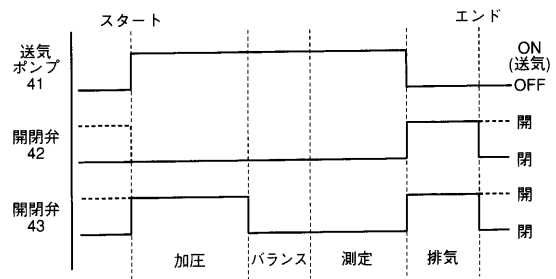 スタート
エンド
送気
ポンプ
41
ON
(送気)
OFF
開閉弁
42
開
閉
開閉弁
43
開
閉
加圧
バランス
測定
排気